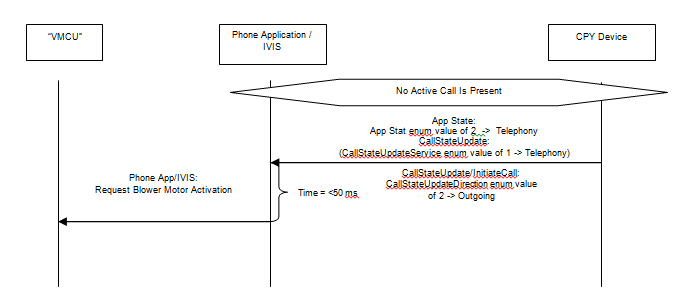 "VMCU"
Phone Application /
IVIS
CPY Device
No Active Call Is Present
App State:
App Stat enum value of 2 -> Telephony
CallStateUpdate:
(CallStateUpdateService enum value of 1 -> Telephony)
Phone App/IVIS:
Request Blower Motor Activation
Time = <50 ms
CallStateUpdate/InitiateCall:
CallStateUpdateDirection enum value
of 2 -> Outgoing